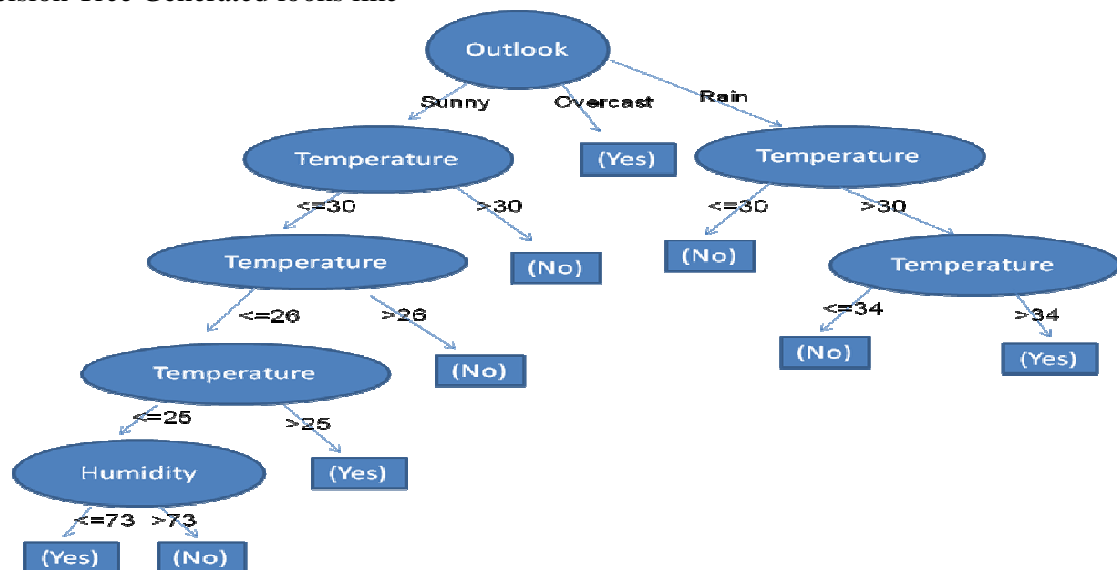 Outlook
Sunny Overcast Rain
Temperature (Yes) Temperature
<=30 >30 <=30 >30
Temperature (No) (No) Temperature
<=26 >26 <=34 >34
Temperature (No) (No) (Yes)
<=25 >25
Humidity (Yes)
<=73 >73
(Yes) (No)